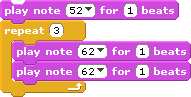 play note 52 for 1 beats
repeat 3
play note 62 for 1 beats
play note 62 for 1 beats